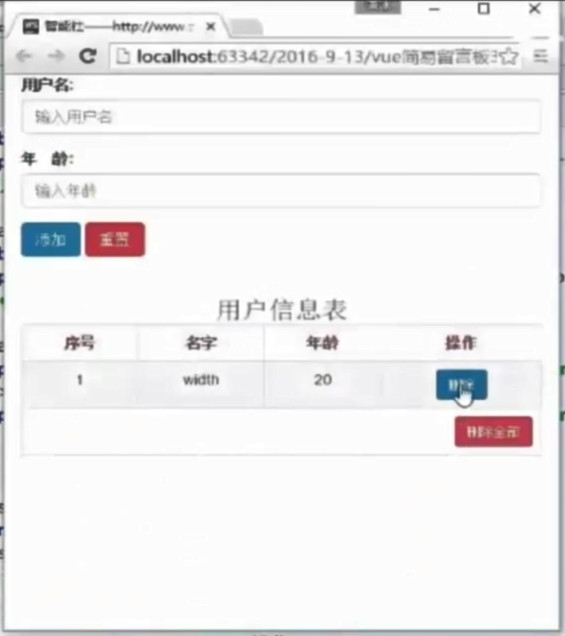 智能社——http://www.z
localhost:63342/2016-9-13/vue简易留言板
用户名:
输入用户名
年 龄:
输入年龄
添加 重置
用户信息表
序号 名字 年龄 操作
1 width 20 删除
删除全部